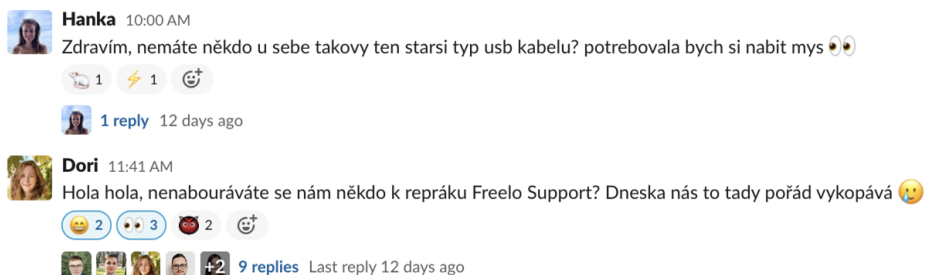 Hanka 10:00 AM
Zdravím, nemáte někdo u sebe takovy ten starsi typ usb kabelu? potrebovala bych si nabit mys 👀
🐁 1 ⚡ 1
1 reply 12 days ago
Dori 11:41 AM
Hola hola, nenabouráváte se nám někdo k repráku Freelo Support? Dneska nás to tady pořád vykopává 🥲
😄 2 👀 3 👹 2
+2 9 replies Last reply 12 days ago